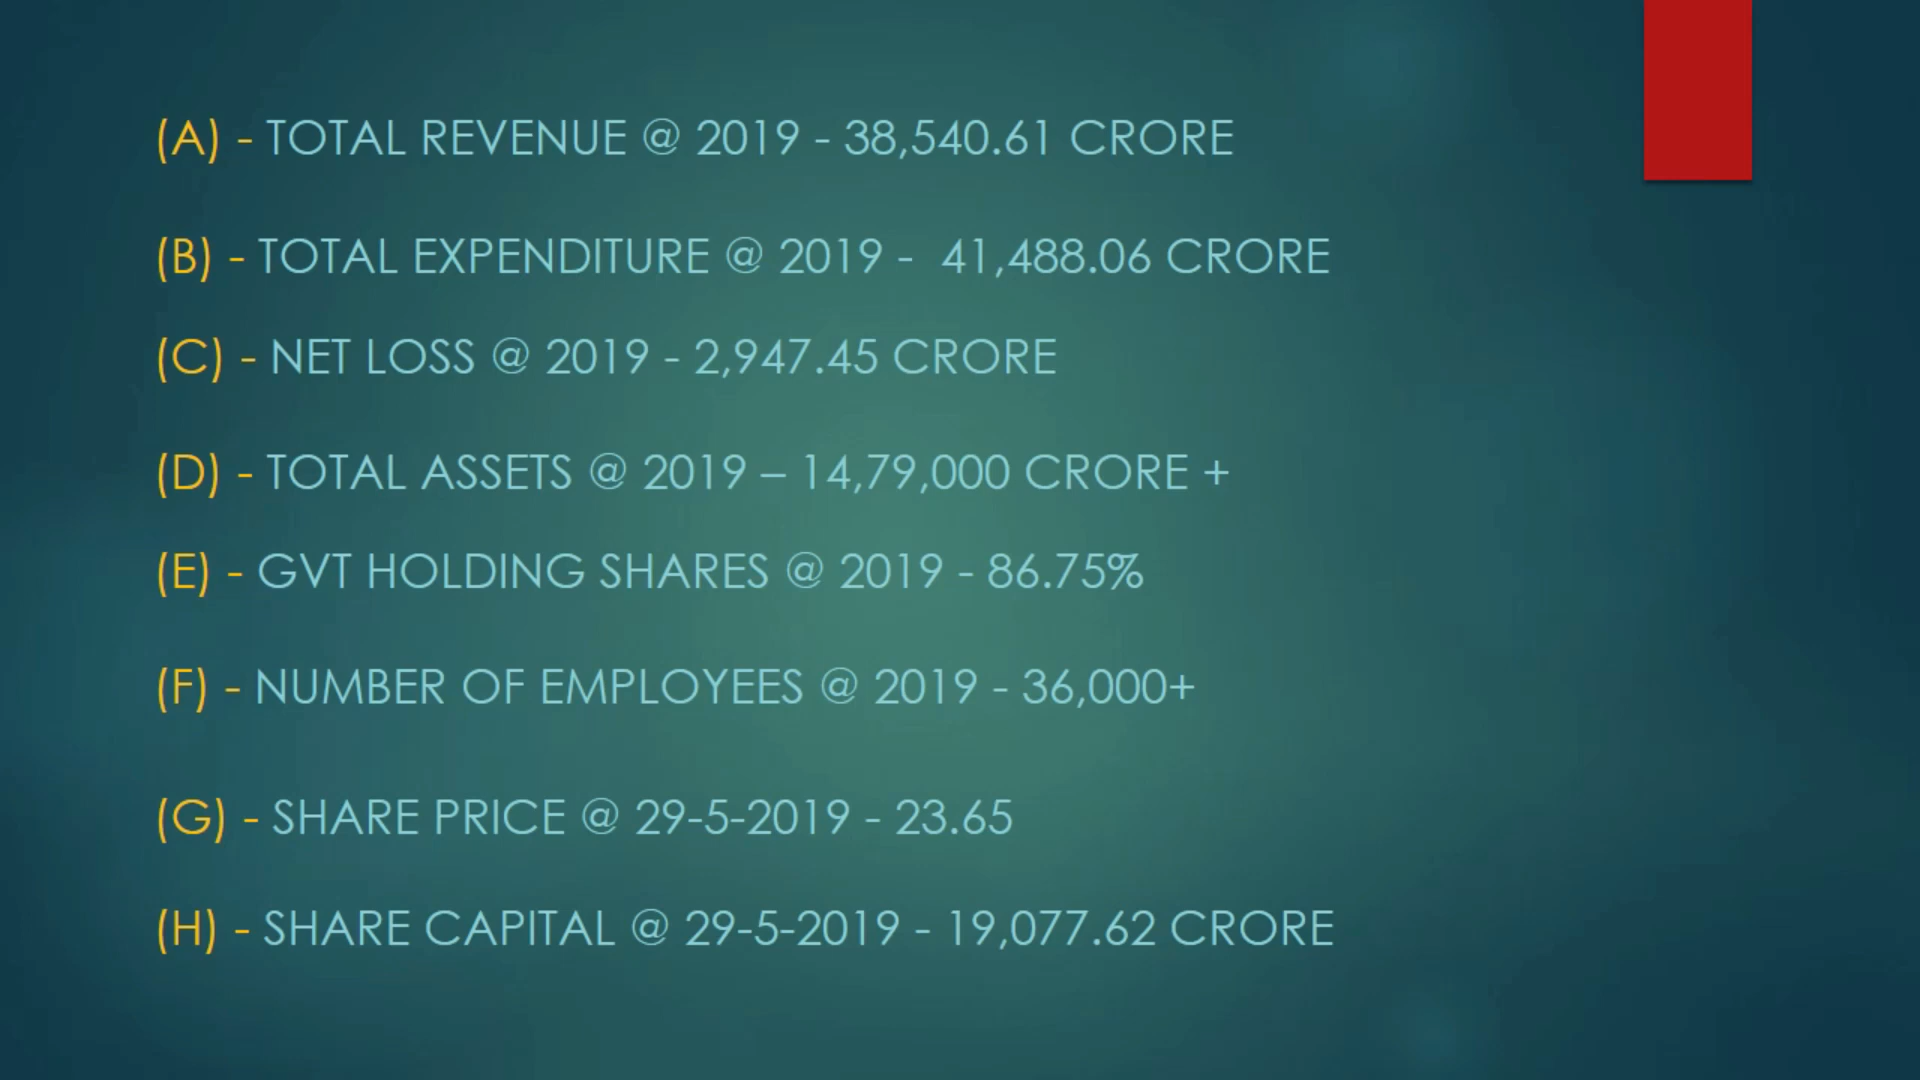 (A) - TOTAL REVENUE @ 2019 - 38,540.61 CRORE
(B) - TOTAL EXPENDITURE @ 2019 - 41,488.06 CRORE
(C) - NET LOSS @ 2019 - 2,947.45 CRORE
(D) - TOTAL ASSETS @ 2019 – 14,79,000 CRORE +
(E) - GVT HOLDING SHARES @ 2019 - 86.75%
(F) - NUMBER OF EMPLOYEES @ 2019 - 36,000+
(G) - SHARE PRICE @ 29-5-2019 - 23.65
(H) - SHARE CAPITAL @ 29-5-2019 - 19,077.62 CRORE